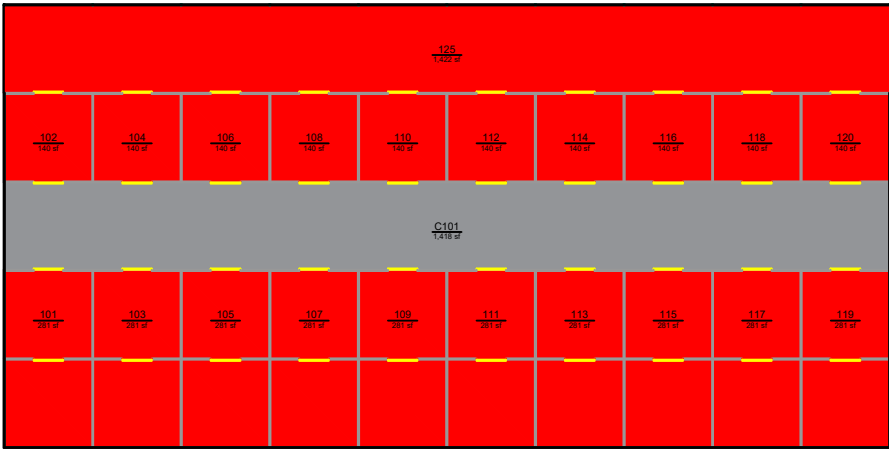 125
1,422 sf
102 104 106 108 110 112 114 116 118 120
140 sf 140 sf 140 sf 140 sf 140 sf 140 sf 140 sf 140 sf 140 sf 140 sf
C101
1,418 sf
101 103 105 107 109 111 113 115 117 119
281 sf 281 sf 281 sf 281 sf 281 sf 281 sf 281 sf 281 sf 281 sf 281 sf